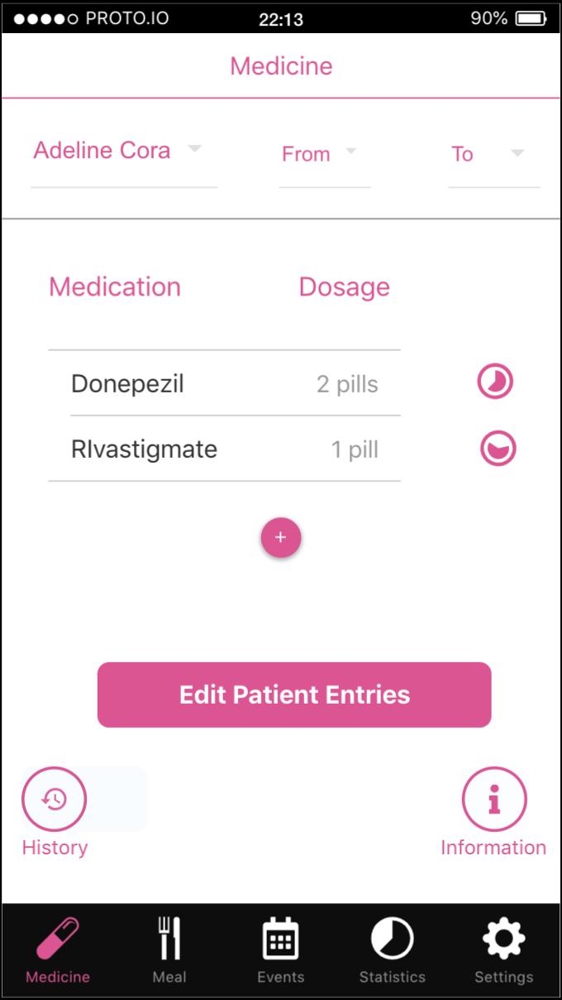 PROTO.IO 22:13 90%
Medicine
Adeline Cora From To
Medication Dosage
Donepezil 2 pills
RIvastigmate 1 pill
+
Edit Patient Entries
History Information
Medicine Meal Events Statistics Settings